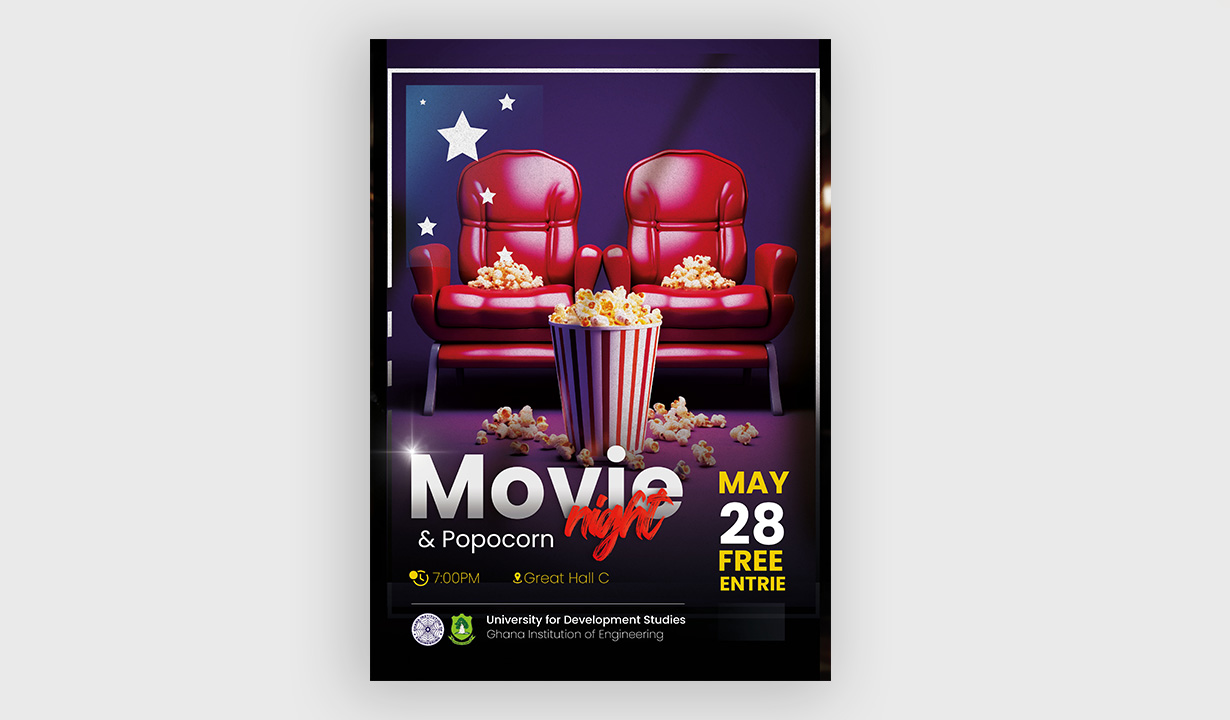 Movie
night
& Popocorn
7:00PM
Great Hall C
MAY
28
FREE
ENTRIE
University for Development Studies
Ghana Institution of Engineering